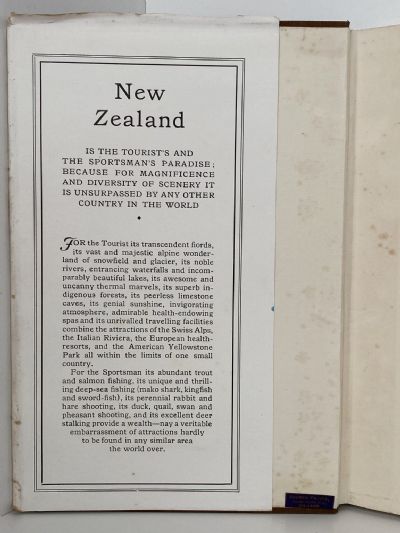 New
Zealand
IS THE TOURIST'S AND
THE SPORTSMAN'S PARADISE;
BECAUSE FOR MAGNIFICENCE
AND DIVERSITY OF SCENERY IT
IS UNSURPASSED BY ANY OTHER
COUNTRY IN THE WORLD
FOR the Tourist its transcendent fiords,
its vast and majestic alpine wonder-
land of snowfield and glacier, its noble
rivers, entrancing waterfalls and incom-
parably beautiful lakes, its awesome and
uncanny thermal marvels, its superb in-
digenous forests, its peerless limestone
caves, its genial sunshine, invigorating
atmosphere, admirable health-endowing
spas and its unrivalled travelling facilities
combine the attractions of the Swiss Alps,
the Italian Riviera, the European health-
resorts, and the American Yellowstone
Park all within the limits of one small
country.
For the Sportsman its abundant trout
and salmon fishing, its unique and thrill-
ing deep-sea fishing (mako shark, kingfish
and sword-fish), its perennial rabbit and
hare shooting, its duck, quail, swan and
pheasant shooting, and its excellent deer
stalking provide a wealth—nay a veritable
embarrassment of attractions hardly
to be found in any similar area
the world over.